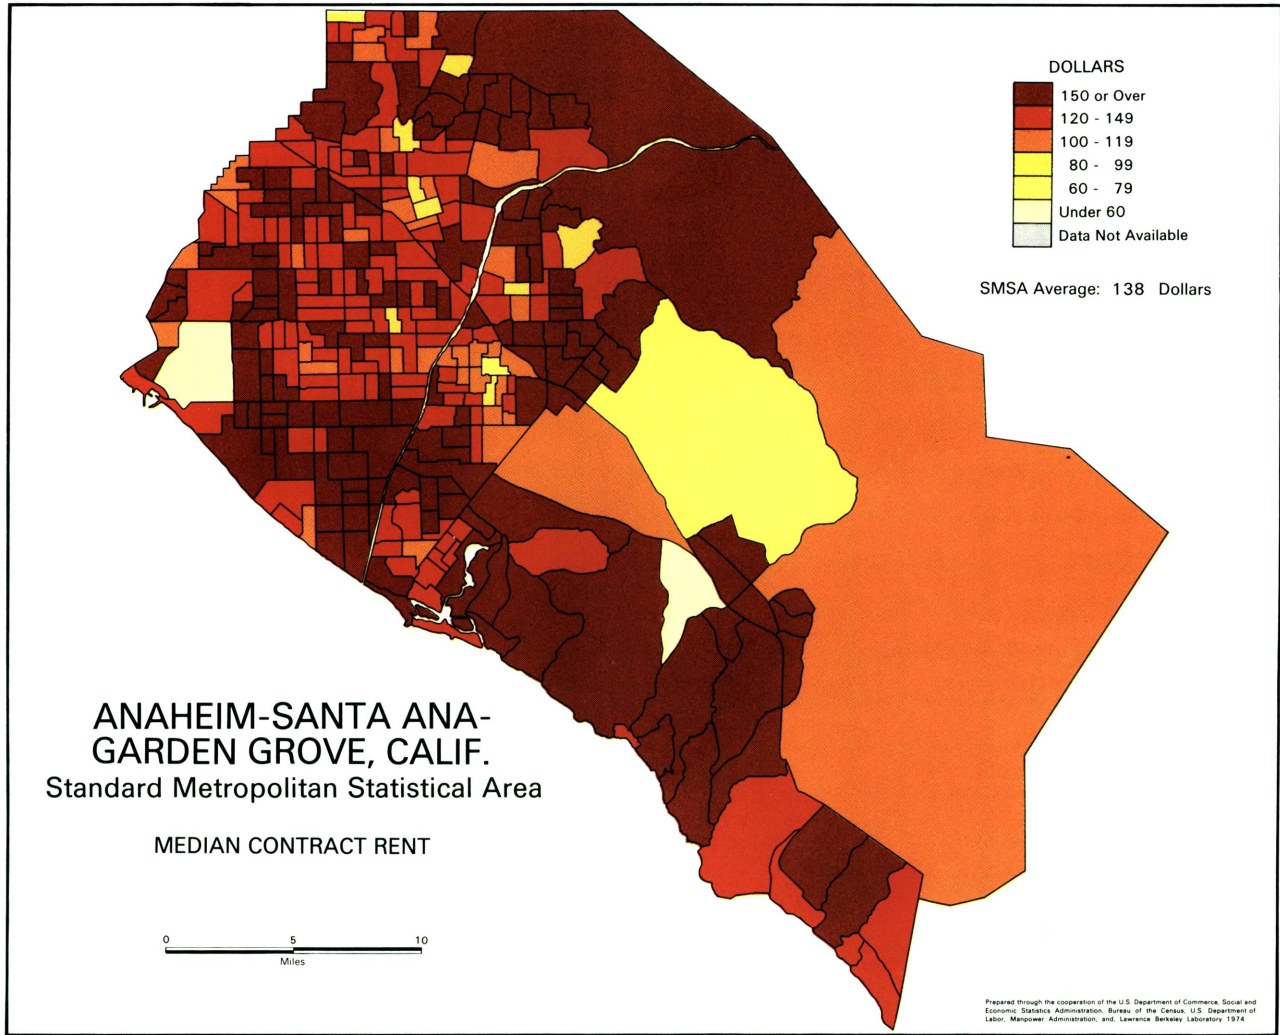 DOLLARS
150 or Over
120 - 149
100 - 119
80 - 99
60 - 79
Under 60
Data Not Available
SMSA Average: 138 Dollars
ANAHEIM-SANTA ANA-
GARDEN GROVE, CALIF.
Standard Metropolitan Statistical Area
MEDIAN CONTRACT RENT
0 5 10
Miles
Prepared through the cooperation of the U.S. Department of Commerce, Social and
Economic Statistics Administration, Bureau of the Census; U.S. Department of
Labor, Manpower Administration; and, Lawrence Berkeley Laboratory. 1974